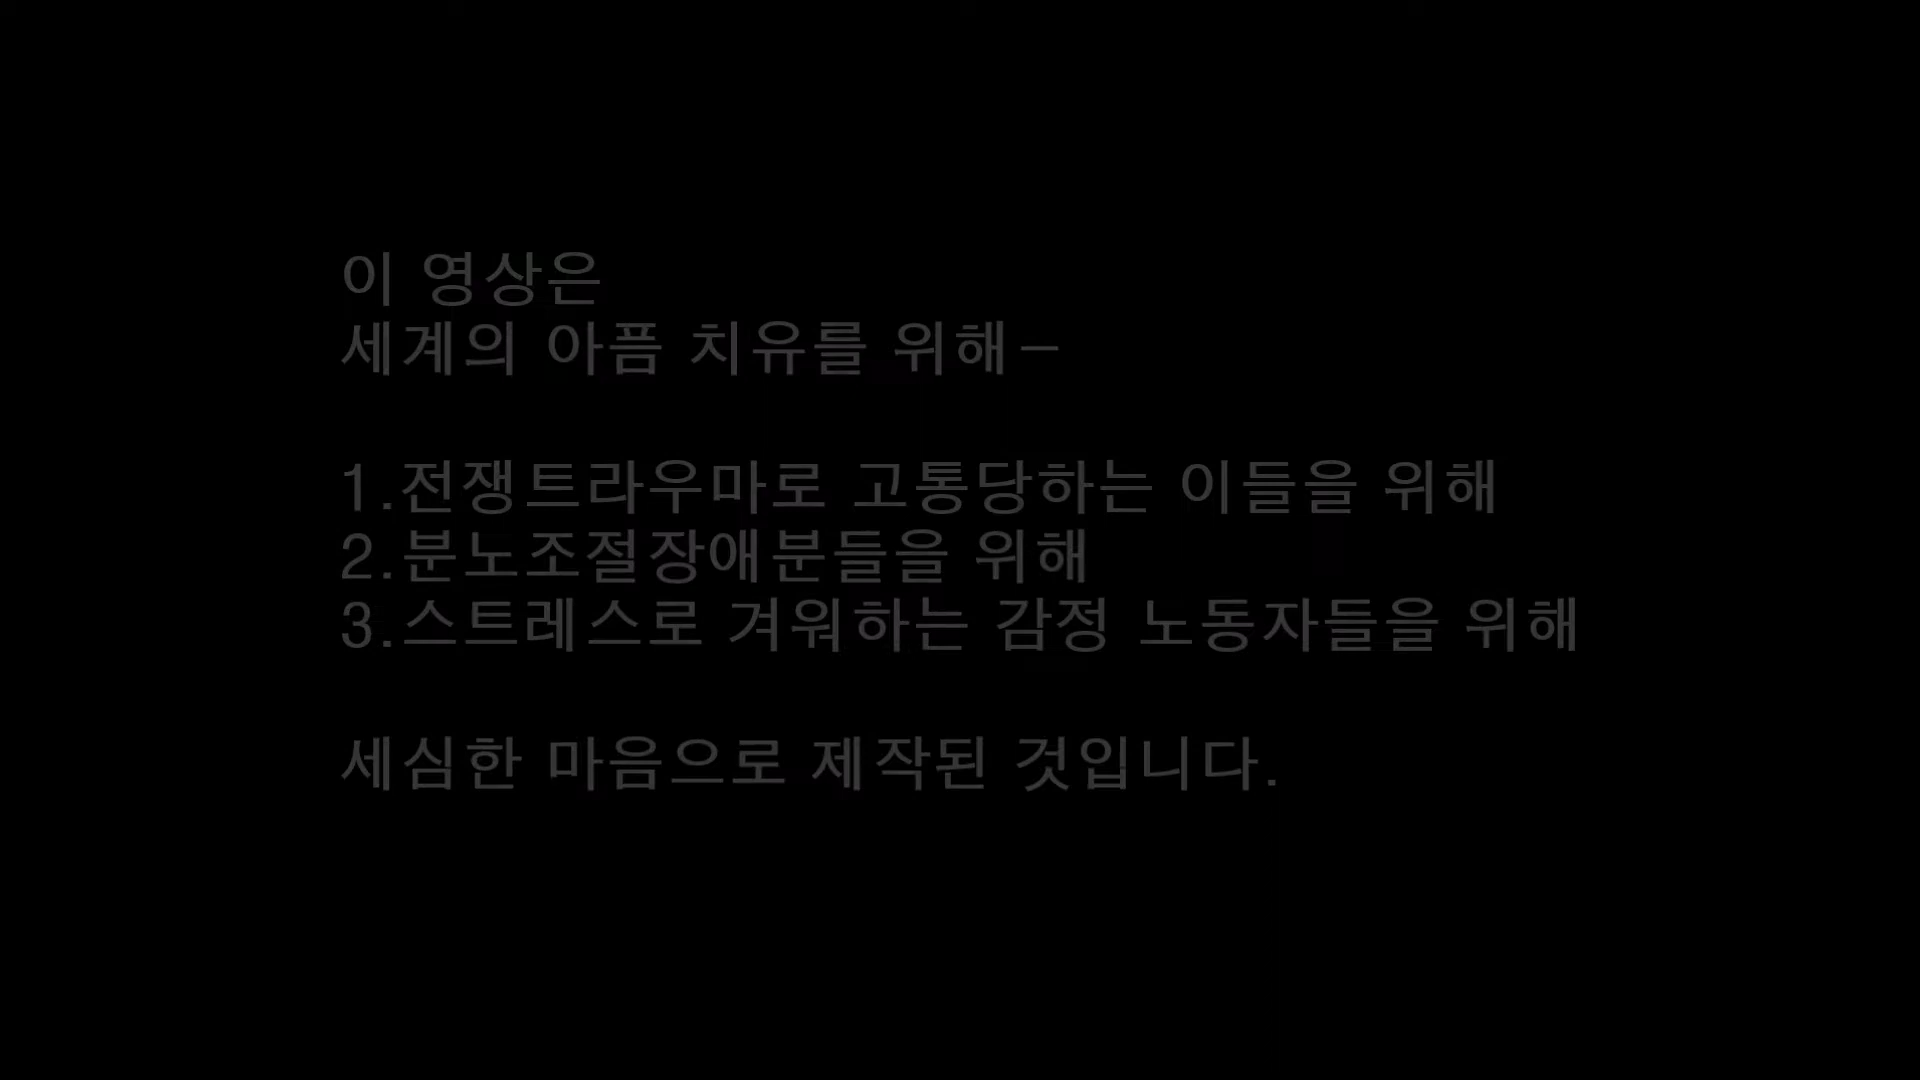 이 영상은
세계의 아픔 치유를 위해—
1.전쟁트라우마로 고통당하는 이들을 위해
2.분노조절장애분들을 위해
3.스트레스로 겨워하는 감정 노동자들을 위해
세심한 마음으로 제작된 것입니다.